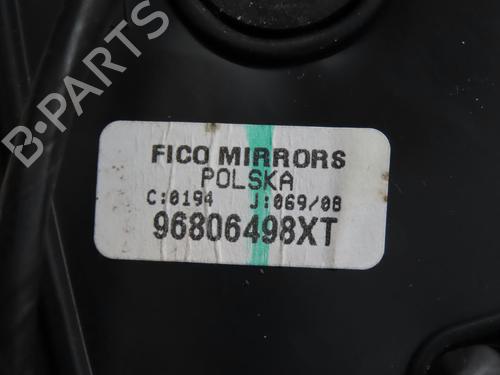 B-PARTS
FICO MIRRORS
POLSKA
C:0194 J:069/08
96806498XT